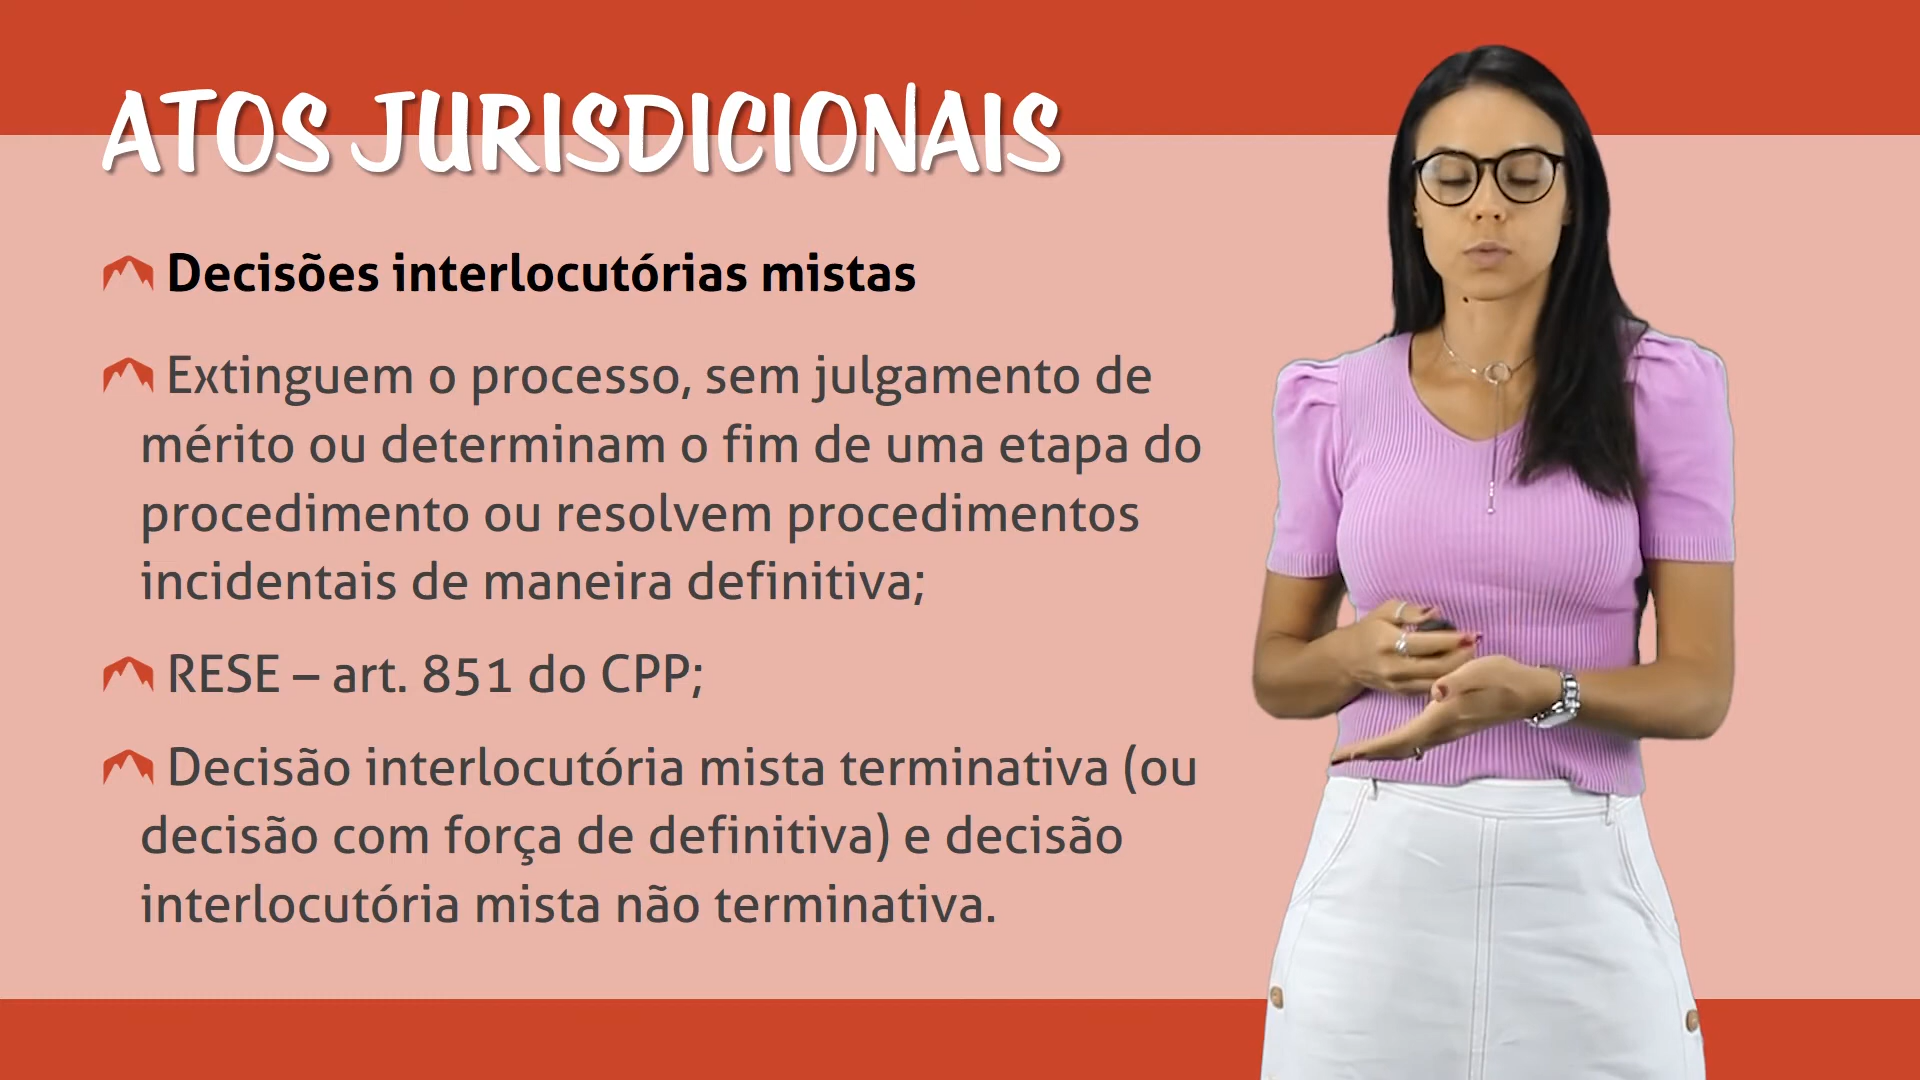 ATOS JURISDICIONAIS
Decisões interlocutórias mistas
Extinguem o processo, sem julgamento de
mérito ou determinam o fim de uma etapa do
procedimento ou resolvem procedimentos
incidentais de maneira definitiva;
RESE – art. 851 do CPP;
Decisão interlocutória mista terminativa (ou
decisão com força de definitiva) e decisão
interlocutória mista não terminativa.